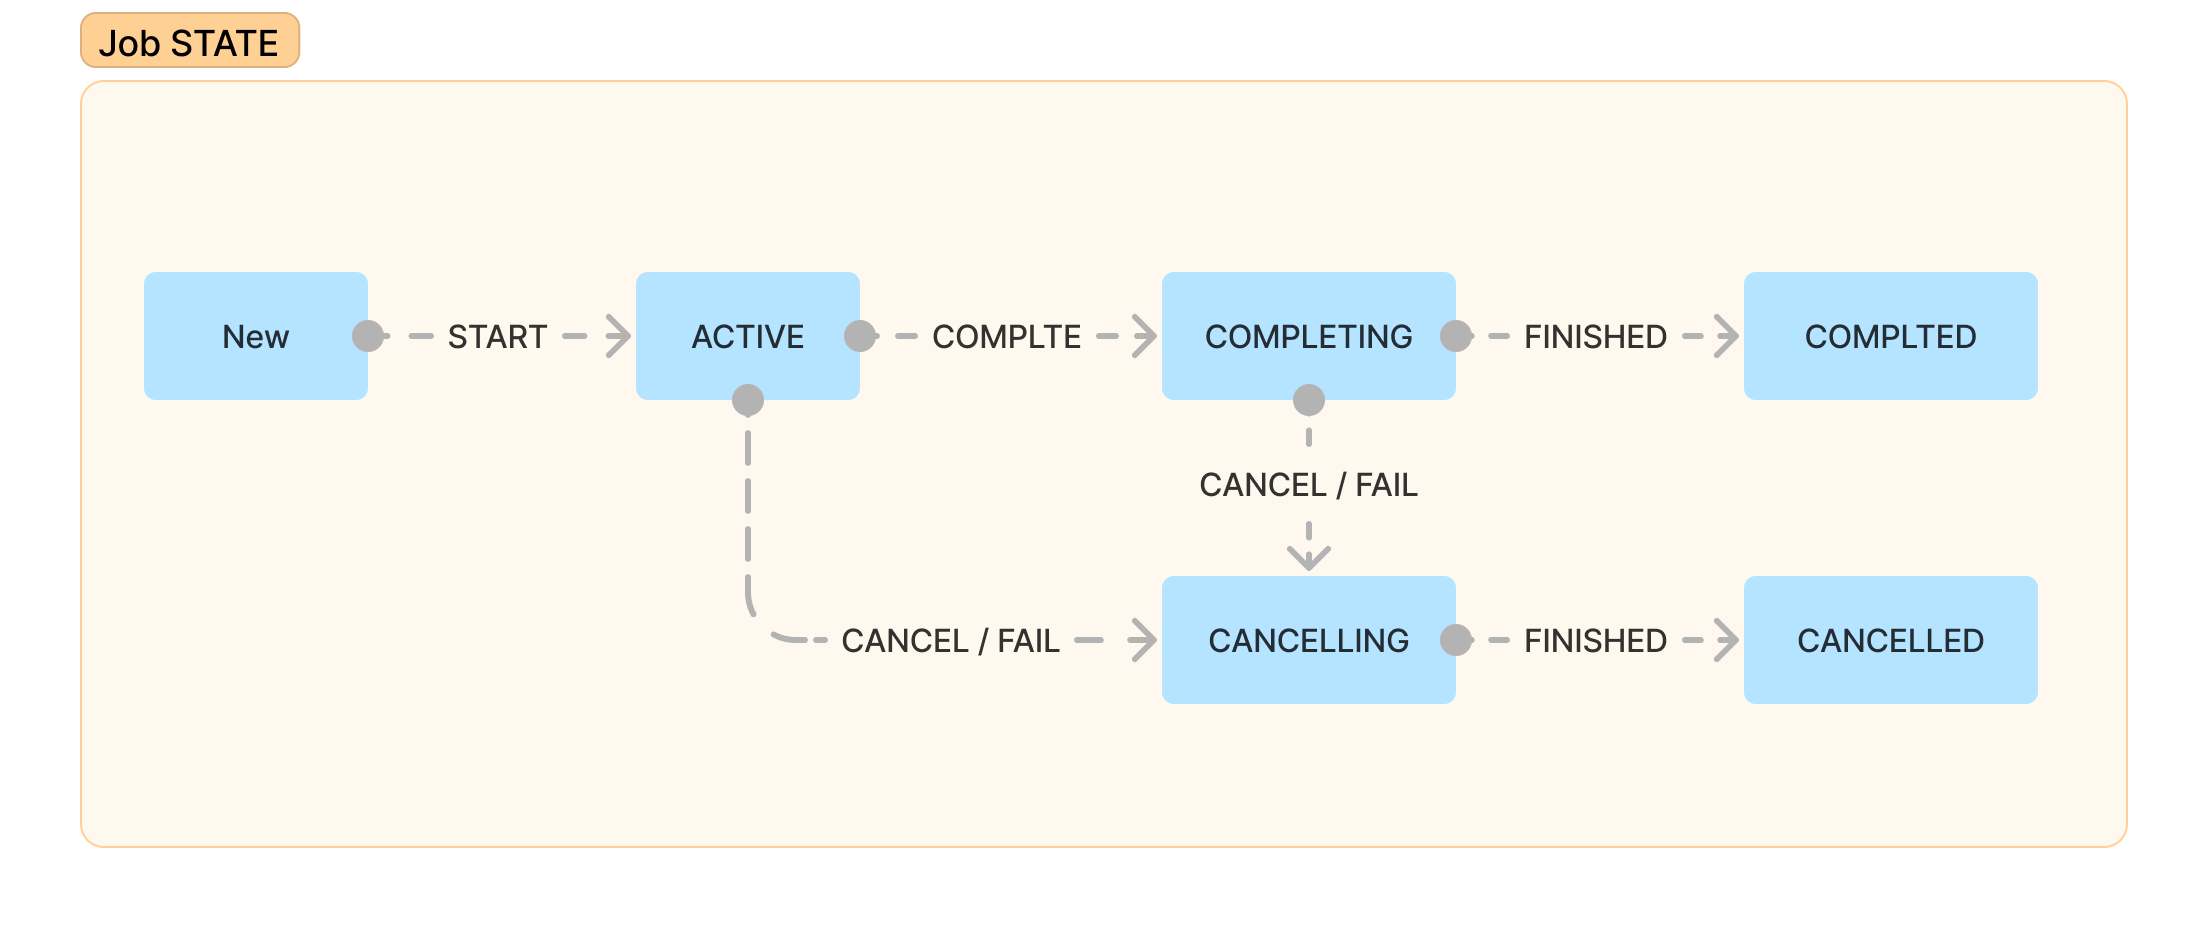 Job STATE
New
START
ACTIVE
COMPLTE
COMPLETING
FINISHED
COMPLTED
CANCEL / FAIL
CANCEL / FAIL
CANCELLING
FINISHED
CANCELLED